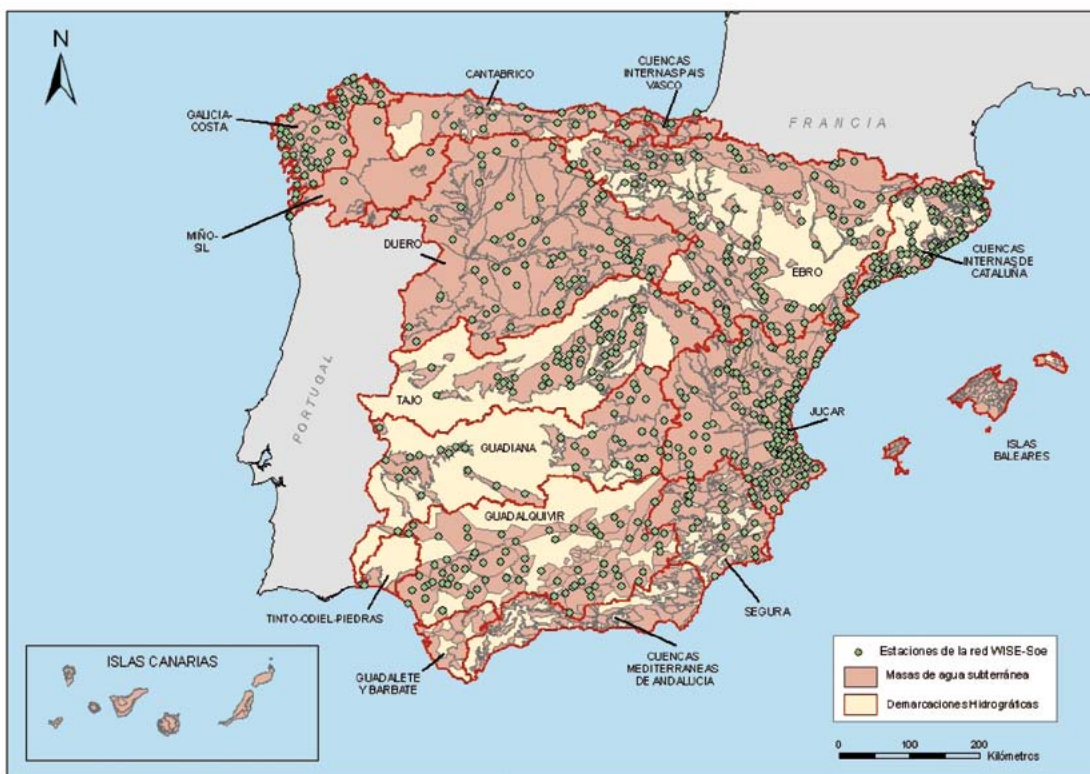 N
CANTABRICO
CUENCAS
INTERNAS PAIS
VASCO
GALICIA-
COSTA
FRANCIA
MIÑO-
SIL
DUERO
EBRO
CUENCAS
INTERNAS DE
CATALUÑA
PORTUGAL
TAJO
JUCAR
GUADIANA
ISLAS
BALEARES
GUADALQUIVIR
TINTO-ODIEL-PIEDRAS
SEGURA
GUADALETE
Y BARBATE
CUENCAS
MEDITERRANEAS
DE ANDALUCIA
ISLAS CANARIAS
Estaciones de la red WISE-Soe
Masas de agua subterránea
Demarcaciones Hidrográficas
0 100 200
Kilómetros